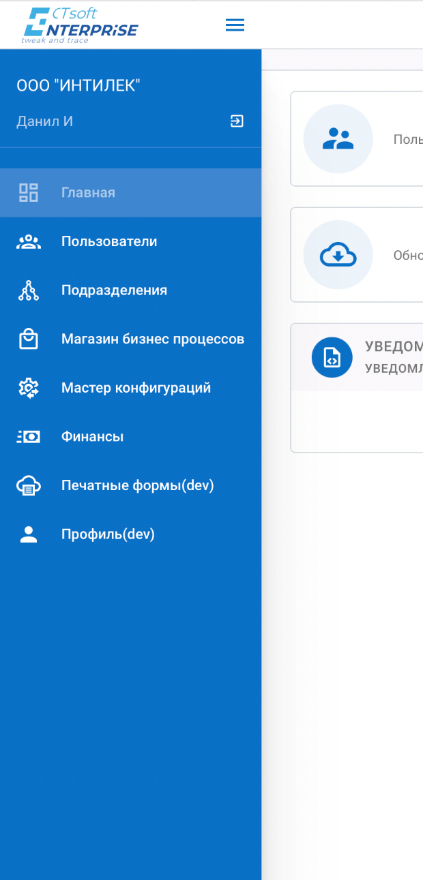 CTsoft
ENTERPRiSE
tweak and trace
ООО "ИНТИЛЕК"
Данил И
Главная
Пользователи
Подразделения
Магазин бизнес процессов
Мастер конфигураций
Финансы
Печатные формы(dev)
Профиль(dev)
Поль
Обно
УВЕДОМ
УВЕДОМЛ